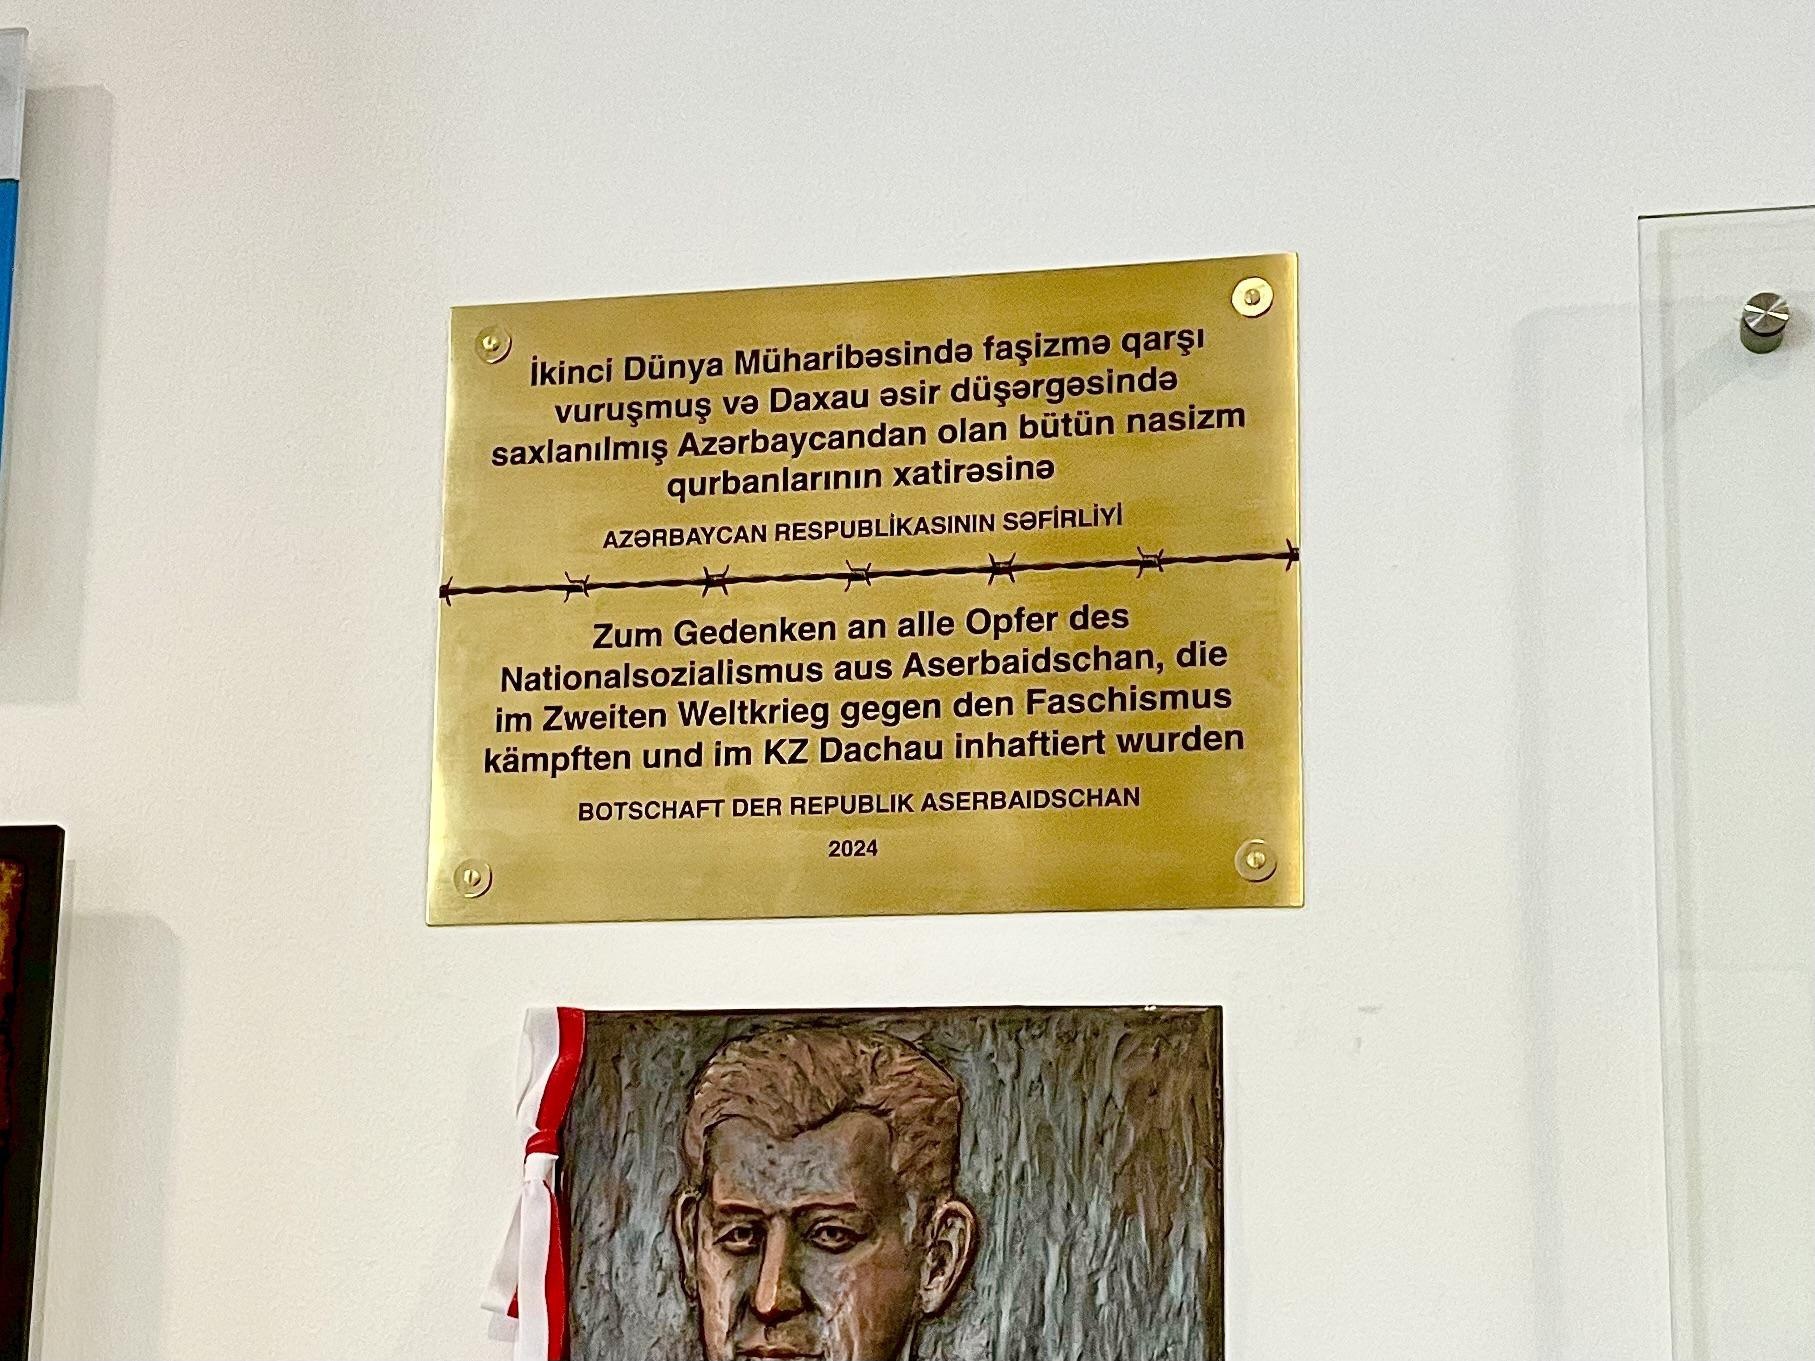 İkinci Dünya Müharibəsində faşizmə qarşı
vuruşmuş və Daxau əsir düşərgəsində
saxlanılmış Azərbaycandan olan bütün nasizm
qurbanlarının xatirəsinə
AZƏRBAYCAN RESPUBLİKASININ SƏFİRLİYİ
Zum Gedenken an alle Opfer des
Nationalsozialismus aus Aserbaidschan, die
im Zweiten Weltkrieg gegen den Faschismus
kämpften und im KZ Dachau inhaftiert wurden
BOTSCHAFT DER REPUBLIK ASERBAIDSCHAN
2024